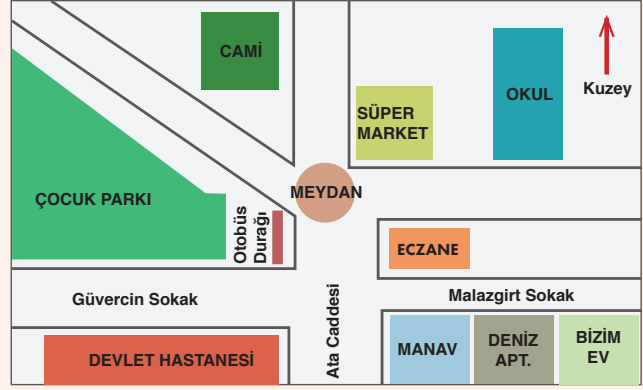 CAMİ
SÜPER
MARKET
OKUL
Kuzey
ÇOCUK PARKI
MEYDAN
Otobüs
Durağı
ECZANE
Güvercin Sokak
Ata Caddesi
Malazgirt Sokak
DEVLET HASTANESİ
MANAV
DENİZ
APT.
BİZİM
EV